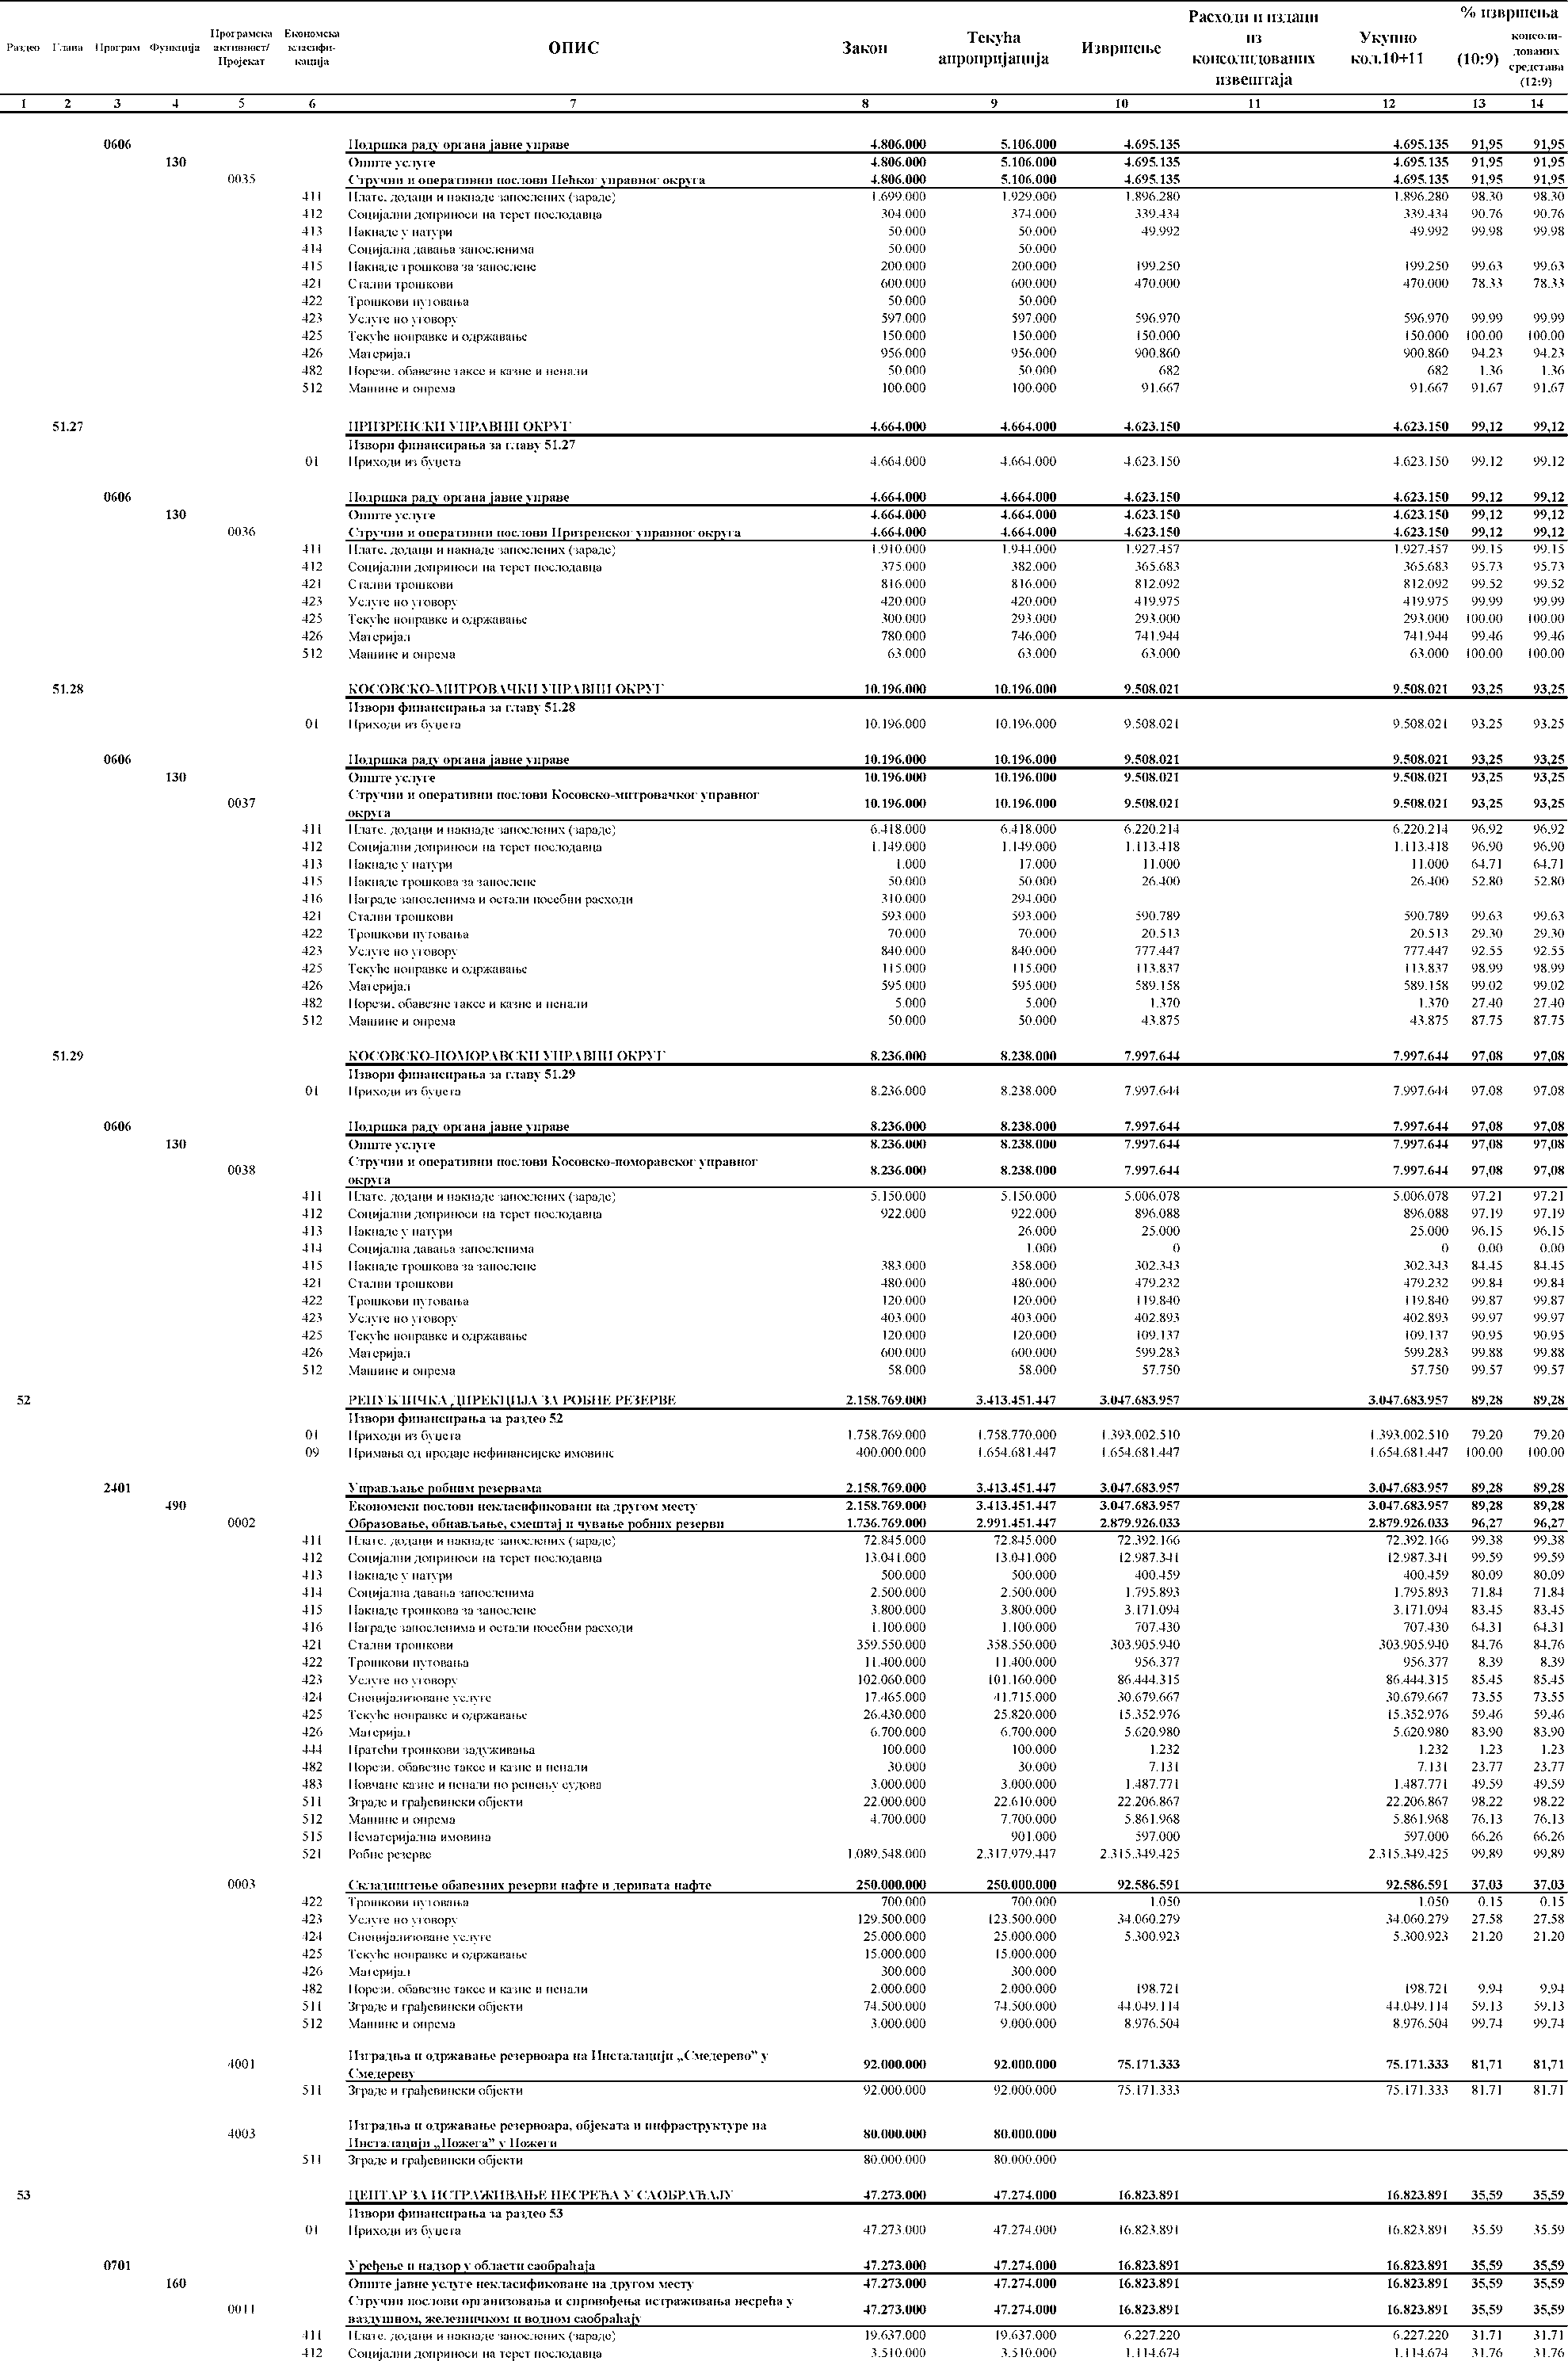 Раздео Глава Програм Функција Програмска активност/ Пројекат Економска класифи- кација ОПИС Закон Текућа апропријација Извршење Расходи и издаци из консолидованих извештаја Укупно кол.10+11 % извршења (10:9) консоли- дованих средстава (12:9)
1 2 3 4 5 6 7 8 9 10 11 12 13 14
0606 Подршка раду органа јавне управе 4.806.000 5.106.000 4.695.135 4.695.135 91,95 91,95
130 Опште услуге 4.806.000 5.106.000 4.695.135 4.695.135 91,95 91,95
0035 Стручни и оперативни послови Пећког управног округа 4.806.000 5.106.000 4.695.135 4.695.135 91,95 91,95
411 Плате, додаци и накнаде запослених (зараде) 1.699.000 1.929.000 1.896.280 1.896.280 98.30 98.30
412 Социјални доприноси на терет послодавца 304.000 374.000 339.434 339.434 90.76 90.76
413 Накнаде у натури 50.000 50.000 49.992 49.992 99.98 99.98
414 Социјална давања запосленима 50.000 50.000
415 Накнаде трошкова за запослене 200.000 200.000 199.250 199.250 99.63 99.63
421 Стални трошкови 600.000 600.000 470.000 470.000 78.33 78.33
422 Трошкови путовања 50.000 50.000
423 Услуге по уговору 597.000 597.000 596.970 596.970 99.99 99.99
425 Текуће поправке и одржавање 150.000 150.000 150.000 150.000 100.00 100.00
426 Материјал 956.000 956.000 900.860 900.860 94.23 94.23
482 Порези, обавезне таксе и казне и пенали 50.000 50.000 682 682 1.36 1.36
512 Машине и опрема 100.000 100.000 91.667 91.667 91.67 91.67
51.27 ПРИЗРЕНСКИ УПРАВНИ ОКРУГ 4.664.000 4.664.000 4.623.150 4.623.150 99,12 99,12
Извори финансирања за главу 51.27
01 Приходи из буџета 4.664.000 4.664.000 4.623.150 4.623.150 99.12 99.12
0606 Подршка раду органа јавне управе 4.664.000 4.664.000 4.623.150 4.623.150 99,12 99,12
130 Опште услуге 4.664.000 4.664.000 4.623.150 4.623.150 99,12 99,12
0036 Стручни и оперативни послови Призренског управног округа 4.664.000 4.664.000 4.623.150 4.623.150 99,12 99,12
411 Плате, додаци и накнаде запослених (зараде) 1.910.000 1.944.000 1.927.457 1.927.457 99.15 99.15
412 Социјални доприноси на терет послодавца 375.000 382.000 365.683 365.683 95.73 95.73
421 Стални трошкови 816.000 816.000 812.092 812.092 99.52 99.52
423 Услуге по уговору 420.000 420.000 419.975 419.975 99.99 99.99
425 Текуће поправке и одржавање 300.000 293.000 293.000 293.000 100.00 100.00
426 Материјал 780.000 746.000 741.944 741.944 99.46 99.46
512 Машине и опрема 63.000 63.000 63.000 63.000 100.00 100.00
51.28 КОСОВСКО-МИТРОВАЧКИ УПРАВНИ ОКРУГ 10.196.000 10.196.000 9.508.021 9.508.021 93,25 93,25
Извори финансирања за главу 51.28
01 Приходи из буџета 10.196.000 10.196.000 9.508.021 9.508.021 93.25 93.25
0606 Подршка раду органа јавне управе 10.196.000 10.196.000 9.508.021 9.508.021 93,25 93,25
130 Опште услуге 10.196.000 10.196.000 9.508.021 9.508.021 93,25 93,25
0037 Стручни и оперативни послови Косовско-митровачког управног округа 10.196.000 10.196.000 9.508.021 9.508.021 93,25 93,25
411 Плате, додаци и накнаде запослених (зараде) 6.418.000 6.418.000 6.220.214 6.220.214 96.92 96.92
412 Социјални доприноси на терет послодавца 1.149.000 1.149.000 1.113.418 1.113.418 96.90 96.90
413 Накнаде у натури 1.000 17.000 11.000 11.000 64.71 64.71
415 Накнаде трошкова за запослене 50.000 50.000 26.400 26.400 52.80 52.80
416 Награде запосленима и остали посебни расходи 310.000 294.000
421 Стални трошкови 593.000 593.000 590.789 590.789 99.63 99.63
422 Трошкови путовања 70.000 70.000 20.513 20.513 29.30 29.30
423 Услуге по уговору 840.000 840.000 777.447 777.447 92.55 92.55
425 Текуће поправке и одржавање 115.000 115.000 113.837 113.837 98.99 98.99
426 Материјал 595.000 595.000 589.158 589.158 99.02 99.02
482 Порези, обавезне таксе и казне и пенали 5.000 5.000 1.370 1.370 27.40 27.40
512 Машине и опрема 50.000 50.000 43.875 43.875 87.75 87.75
51.29 КОСОВСКО-ПОМОРАВСКИ УПРАВНИ ОКРУГ 8.236.000 8.238.000 7.997.644 7.997.644 97,08 97,08
Извори финансирања за главу 51.29
01 Приходи из буџета 8.236.000 8.238.000 7.997.644 7.997.644 97.08 97.08
0606 Подршка раду органа јавне управе 8.236.000 8.238.000 7.997.644 7.997.644 97,08 97,08
130 Опште услуге 8.236.000 8.238.000 7.997.644 7.997.644 97,08 97,08
0038 Стручни и оперативни послови Косовско-поморавског управног округа 8.236.000 8.238.000 7.997.644 7.997.644 97,08 97,08
411 Плате, додаци и накнаде запослених (зараде) 5.150.000 5.150.000 5.006.078 5.006.078 97.21 97.21
412 Социјални доприноси на терет послодавца 922.000 922.000 896.088 896.088 97.19 97.19
413 Накнаде у натури 26.000 25.000 25.000 96.15 96.15
414 Социјална давања запосленима 1.000 0 0 0.00 0.00
415 Накнаде трошкова за запослене 383.000 358.000 302.343 302.343 84.45 84.45
421 Стални трошкови 480.000 480.000 479.232 479.232 99.84 99.84
422 Трошкови путовања 120.000 120.000 119.840 119.840 99.87 99.87
423 Услуге по уговору 403.000 403.000 402.893 402.893 99.97 99.97
425 Текуће поправке и одржавање 120.000 120.000 109.137 109.137 90.95 90.95
426 Материјал 600.000 600.000 599.283 599.283 99.88 99.88
512 Машине и опрема 58.000 58.000 57.750 57.750 99.57 99.57
52 РЕПУБЛИЧКА ДИРЕКЦИЈА ЗА РОБНЕ РЕЗЕРВЕ 2.158.769.000 3.413.451.447 3.047.683.957 3.047.683.957 89,28 89,28
Извори финансирања за раздео 52
01 Приходи из буџета 1.758.769.000 1.758.770.000 1.393.002.510 1.393.002.510 79.20 79.20
09 Примања од продаје нефинансијске имовине 400.000.000 1.654.681.447 1.654.681.447 1.654.681.447 100.00 100.00
2401 Управљање робним резервама 2.158.769.000 3.413.451.447 3.047.683.957 3.047.683.957 89,28 89,28
490 Економски послови некласификовани на другом месту 2.158.769.000 3.413.451.447 3.047.683.957 3.047.683.957 89,28 89,28
0002 Образовање, обнављање, смештај и чување робних резерви 1.736.769.000 2.991.451.447 2.879.926.033 2.879.926.033 96,27 96,27
411 Плате, додаци и накнаде запослених (зараде) 72.845.000 72.845.000 72.392.166 72.392.166 99.38 99.38
412 Социјални доприноси на терет послодавца 13.041.000 13.041.000 12.987.341 12.987.341 99.59 99.59
413 Накнаде у натури 500.000 500.000 400.459 400.459 80.09 80.09
414 Социјална давања запосленима 2.500.000 2.500.000 1.795.893 1.795.893 71.84 71.84
415 Накнаде трошкова за запослене 3.800.000 3.800.000 3.171.094 3.171.094 83.45 83.45
416 Награде запосленима и остали посебни расходи 1.100.000 1.100.000 707.430 707.430 64.31 64.31
421 Стални трошкови 359.550.000 358.550.000 303.905.940 303.905.940 84.76 84.76
422 Трошкови путовања 11.400.000 11.400.000 956.377 956.377 8.39 8.39
423 Услуге по уговору 102.060.000 101.160.000 86.444.315 86.444.315 85.45 85.45
424 Специјализоване услуге 17.465.000 41.715.000 30.679.667 30.679.667 73.55 73.55
425 Текуће поправке и одржавање 26.430.000 25.820.000 15.352.976 15.352.976 59.46 59.46
426 Материјал 6.700.000 6.700.000 5.620.980 5.620.980 83.90 83.90
444 Пратећи трошкови задуживања 100.000 100.000 1.232 1.232 1.23 1.23
482 Порези, обавезне таксе и казне и пенали 30.000 30.000 7.131 7.131 23.77 23.77
483 Новчане казне и пенали по решењу судова 3.000.000 3.000.000 1.487.771 1.487.771 49.59 49.59
511 Зграде и грађевински објекти 22.000.000 22.610.000 22.206.867 22.206.867 98.22 98.22
512 Машине и опрема 4.700.000 7.700.000 5.861.968 5.861.968 76.13 76.13
515 Нематеријална имовина 901.000 597.000 597.000 66.26 66.26
521 Робне резерве 1.089.548.000 2.317.979.447 2.315.349.425 2.315.349.425 99.89 99.89
0003 Складиштење обавезних резерви нафте и деривата нафте 250.000.000 250.000.000 92.586.591 92.586.591 37,03 37,03
422 Трошкови путовања 700.000 700.000 1.050 1.050 0.15 0.15
423 Услуге по уговору 129.500.000 123.500.000 34.060.279 34.060.279 27.58 27.58
424 Специјализоване услуге 25.000.000 25.000.000 5.300.923 5.300.923 21.20 21.20
425 Текуће поправке и одржавање 15.000.000 15.000.000
426 Материјал 300.000 300.000
482 Порези, обавезне таксе и казне и пенали 2.000.000 2.000.000 198.721 198.721 9.94 9.94
511 Зграде и грађевински објекти 74.500.000 74.500.000 44.049.114 44.049.114 59.13 59.13
512 Машине и опрема 3.000.000 9.000.000 8.976.504 8.976.504 99.74 99.74
4001 Изградња и одржавање резервоара на Инсталацији „Смедерево” у Смедереву 92.000.000 92.000.000 75.171.333 75.171.333 81,71 81,71
511 Зграде и грађевински објекти 92.000.000 92.000.000 75.171.333 75.171.333 81.71 81.71
4003 Изградња и одржавање резервоара, објеката и инфраструктуре на Инсталацији „Пожега” у Пожеги 80.000.000 80.000.000
511 Зграде и грађевински објекти 80.000.000 80.000.000
53 ЦЕНТАР ЗА ИСТРАЖИВАЊЕ НЕСРЕЋА У САОБРАЋАЈУ 47.273.000 47.274.000 16.823.891 16.823.891 35,59 35,59
Извори финансирања за раздео 53
01 Приходи из буџета 47.273.000 47.274.000 16.823.891 16.823.891 35.59 35.59
0701 Уређење и надзор у области саобраћаја 47.273.000 47.274.000 16.823.891 16.823.891 35,59 35,59
160 Опште јавне услуге некласификоване на другом месту 47.273.000 47.274.000 16.823.891 16.823.891 35,59 35,59
0011 Стручни послови организовања и спровођења истраживања несрећа у ваздушном, железничком и водном саобраћају 47.273.000 47.274.000 16.823.891 16.823.891 35,59 35,59
411 Плате, додаци и накнаде запослених (зараде) 19.637.000 19.637.000 6.227.220 6.227.220 31.71 31.71
412 Социјални доприноси на терет послодавца 3.510.000 3.510.000 1.114.674 1.114.674 31.76 31.76